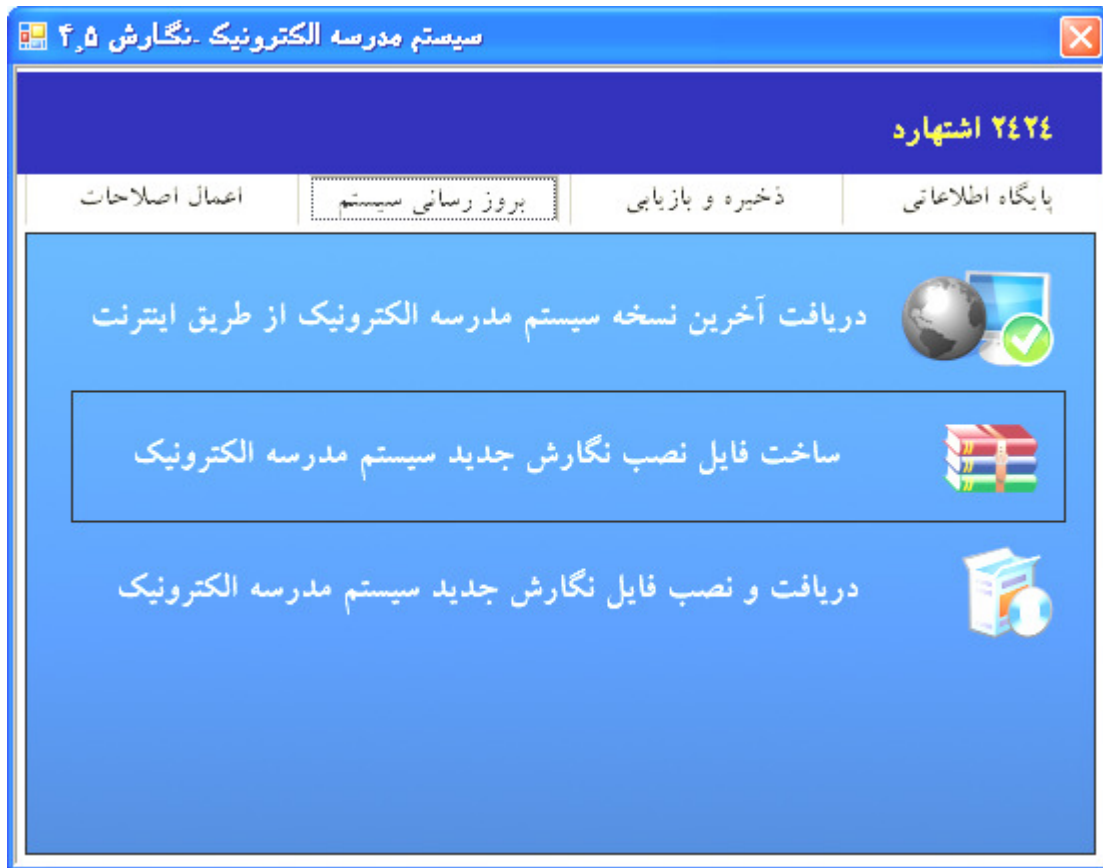 سیستم مدرسه الکترونیک -نگارش ۴٫۵
۲٤۲٤ اشتهارد
پایگاه اطلاعاتی
ذخیره و بازیابی
بروز رسانی سیستم
اعمال اصلاحات
دریافت آخرین نسخه سیستم مدرسه الکترونیک از طریق اینترنت
ساخت فایل نصب نگارش جدید سیستم مدرسه الکترونیک
دریافت و نصب فایل نگارش جدید سیستم مدرسه الکترونیک